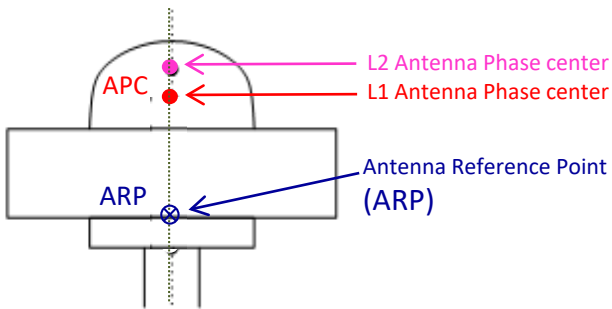 L2 Antenna Phase center
APC
L1 Antenna Phase center
Antenna Reference Point
ARP
(ARP)